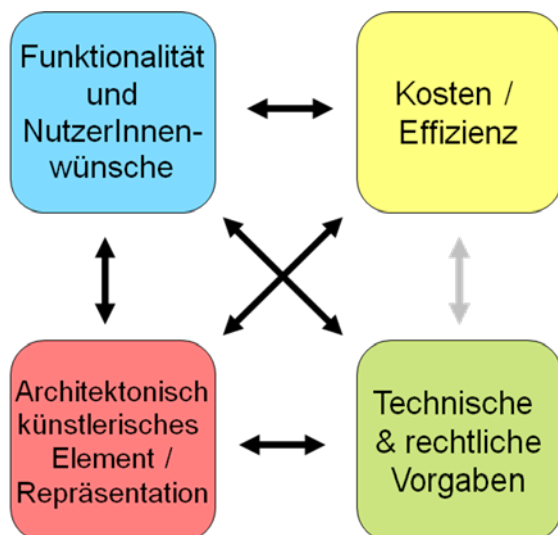 Funktionalität
und
NutzerInnen-
wünsche
Kosten /
Effizienz
Architektonisch
künstlerisches
Element /
Repräsentation
Technische
& rechtliche
Vorgaben